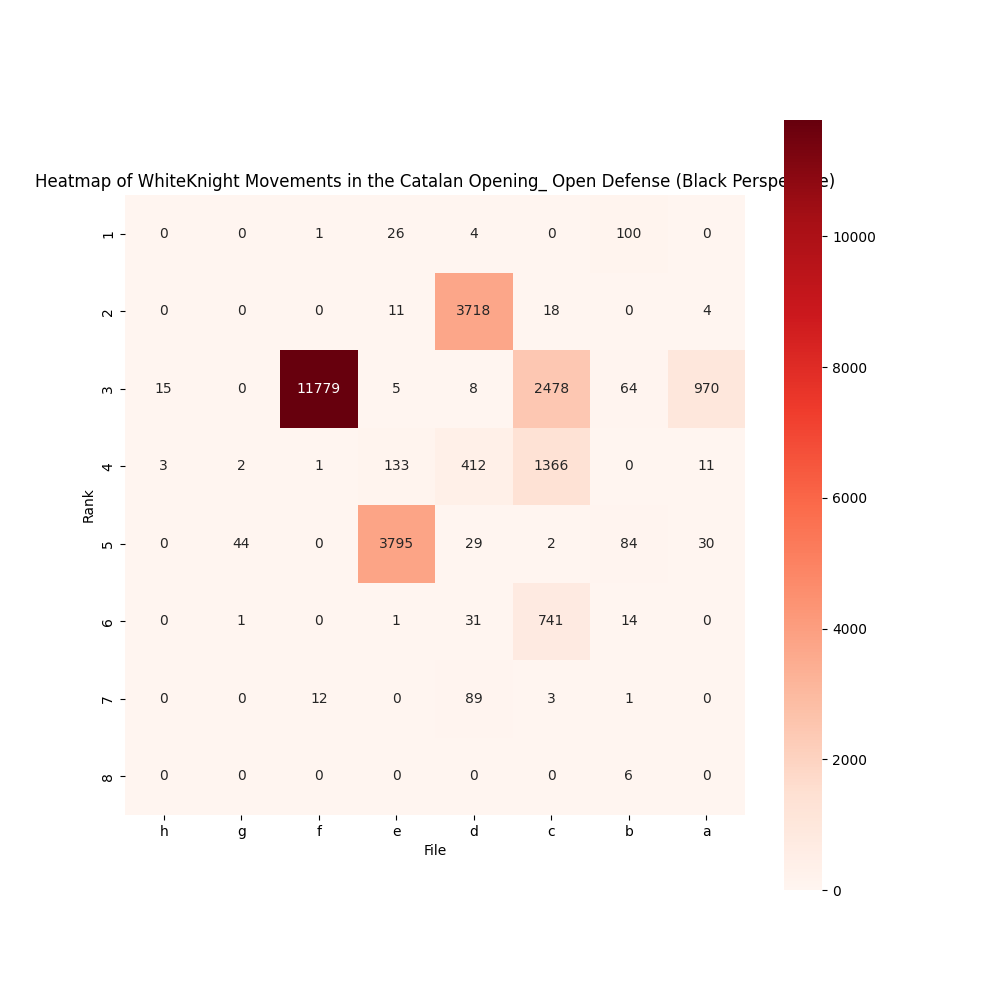 Heatmap of WhiteKnight Movements in the Catalan Opening_ Open Defense (Black Perspe e)
1 0 0 1 26 4 0 100 0
2 0 0 0 11 3718 18 0 4
3 15 0 11779 5 8 2478 64 970
4 3 2 1 133 412 1366 0 11
5 0 44 0 3795 29 2 84 30
6 0 1 0 1 31 741 14 0
7 0 0 12 0 89 3 1 0
8 0 0 0 0 0 0 6 0
Rank
h g f e d c b a
File
10000
8000
6000
4000
2000
0